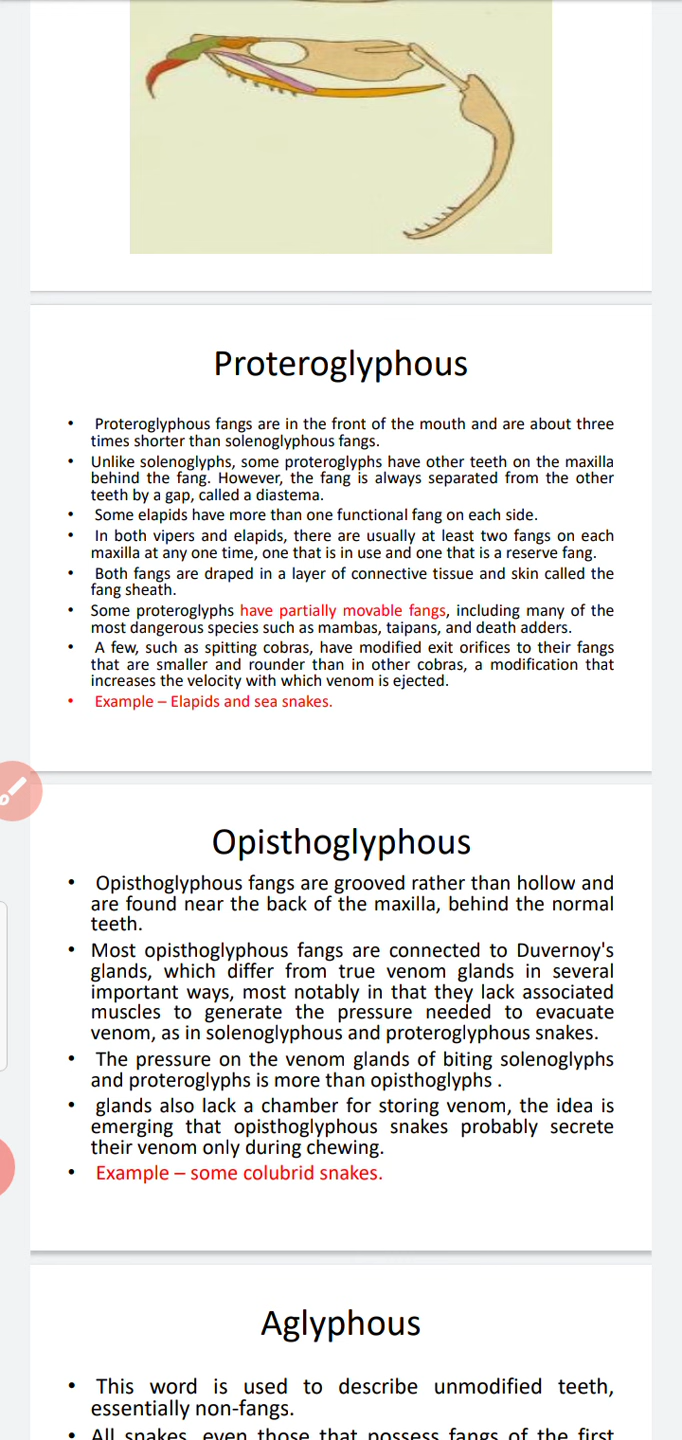 Proteroglyphous
• Proteroglyphous fangs are in the front of the mouth and are about three
times shorter than solenoglyphous fangs.
• Unlike solenoglyphs, some proteroglyphs have other teeth on the maxilla
behind the fang. However, the fang is always separated from the other
teeth by a gap, called a diastema.
• Some elapids have more than one functional fang on each side.
• In both vipers and elapids, there are usually at least two fangs on each
maxilla at any one time, one that is in use and one that is a reserve fang.
• Both fangs are draped in a layer of connective tissue and skin called the
fang sheath.
• Some proteroglyphs have partially movable fangs, including many of the
most dangerous species such as mambas, taipans, and death adders.
• A few, such as spitting cobras, have modified exit orifices to their fangs
that are smaller and rounder than in other cobras, a modification that
increases the velocity with which venom is ejected.
• Example – Elapids and sea snakes.
Opisthoglyphous
• Opisthoglyphous fangs are grooved rather than hollow and
are found near the back of the maxilla, behind the normal
teeth.
• Most opisthoglyphous fangs are connected to Duvernoy's
glands, which differ from true venom glands in several
important ways, most notably in that they lack associated
muscles to generate the pressure needed to evacuate
venom, as in solenoglyphous and proteroglyphous snakes.
• The pressure on the venom glands of biting solenoglyphs
and proteroglyphs is more than opisthoglyphs .
• glands also lack a chamber for storing venom, the idea is
emerging that opisthoglyphous snakes probably secrete
their venom only during chewing.
• Example – some colubrid snakes.
Aglyphous
• This word is used to describe unmodified teeth,
essentially non-fangs.
• All snakes, even those that possess fangs of the first